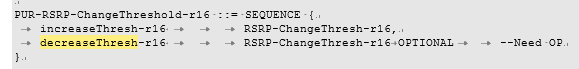 PUR-RSRP-ChangeThreshold-r16 ::= SEQUENCE {
increaseThresh-r16 RSRP-ChangeThresh-r16,
decreaseThresh-r16 RSRP-ChangeThresh-r16 OPTIONAL --Need OP
}